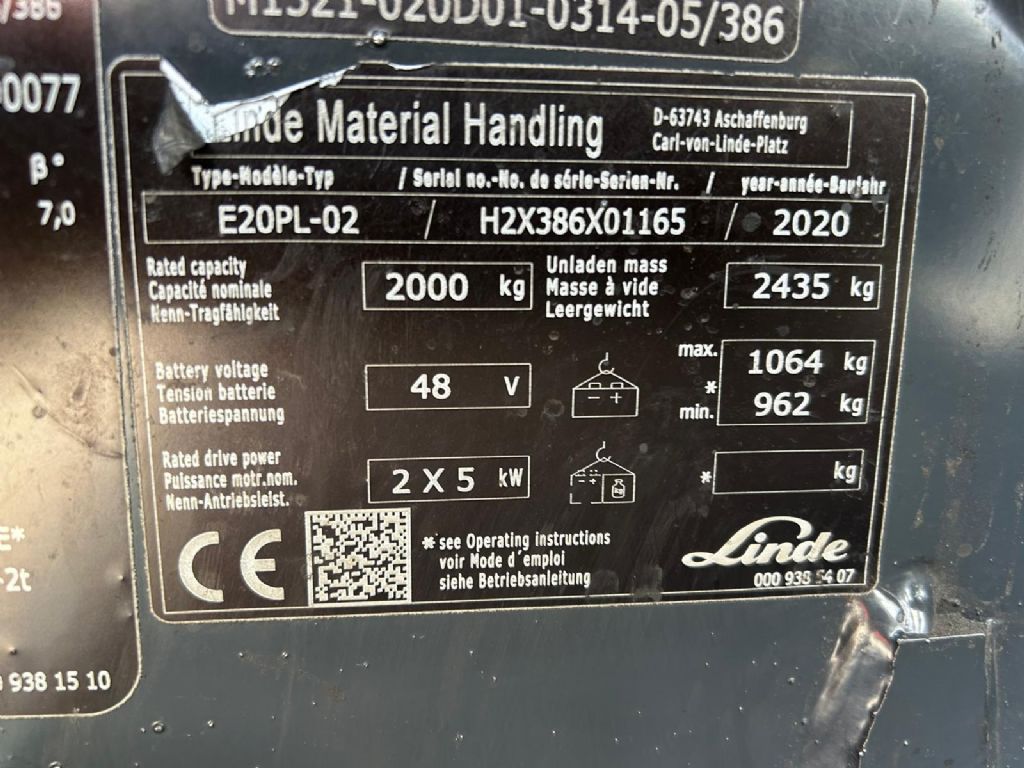 /386
M1321-020D01-0314-05/386
-0077
β°
7,0
E*
-2t
938 15 10
Linde Material Handling
D-63743 Aschaffenburg
Carl-von-Linde-Platz
Type-Modèle-Typ / Serial no.-No. de série-Serien-Nr. / year-année-Baujahr
E20PL-02 / H2X386X01165 / 2020
Rated capacity
Capacité nominale
Nenn-Tragfähigkeit
2000 kg
Unladen mass
Masse à vide
Leergewicht
2435 kg
Battery voltage
Tension batterie
Batteriespannung
48 V
- +
max.
*
min.
1064 kg
962 kg
Rated drive power
Puissance motr.nom.
Nenn-Antriebsleist.
2 X 5 kW
- +
kg
*
kg
CE
*see Operating instructions
voir Mode d'emploi
siehe Betriebsanleitung
Linde
000 938 54 07